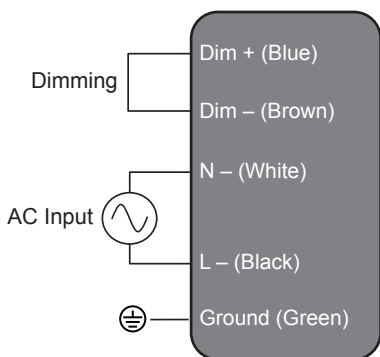 Dim + (Blue)
Dimming
Dim – (Brown)
N – (White)
AC Input
L – (Black)
Ground (Green)